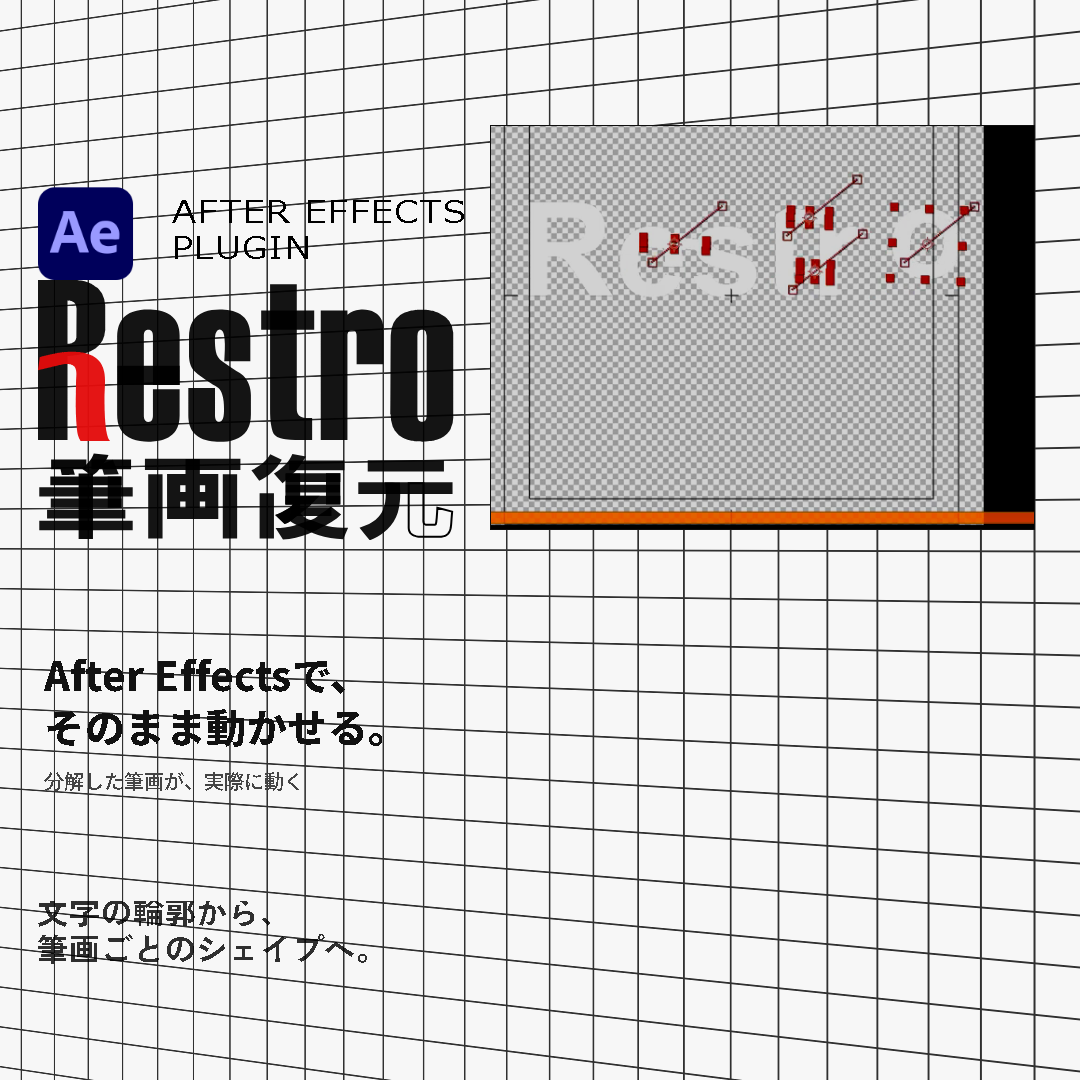 Ae
AFTER EFFECTS
PLUGIN
Restro
筆画復元
Restro
After Effectsで、
そのまま動かせる。
分解した筆画が、実際に動く
文字の輪郭から、
筆画ごとのシェイプへ。